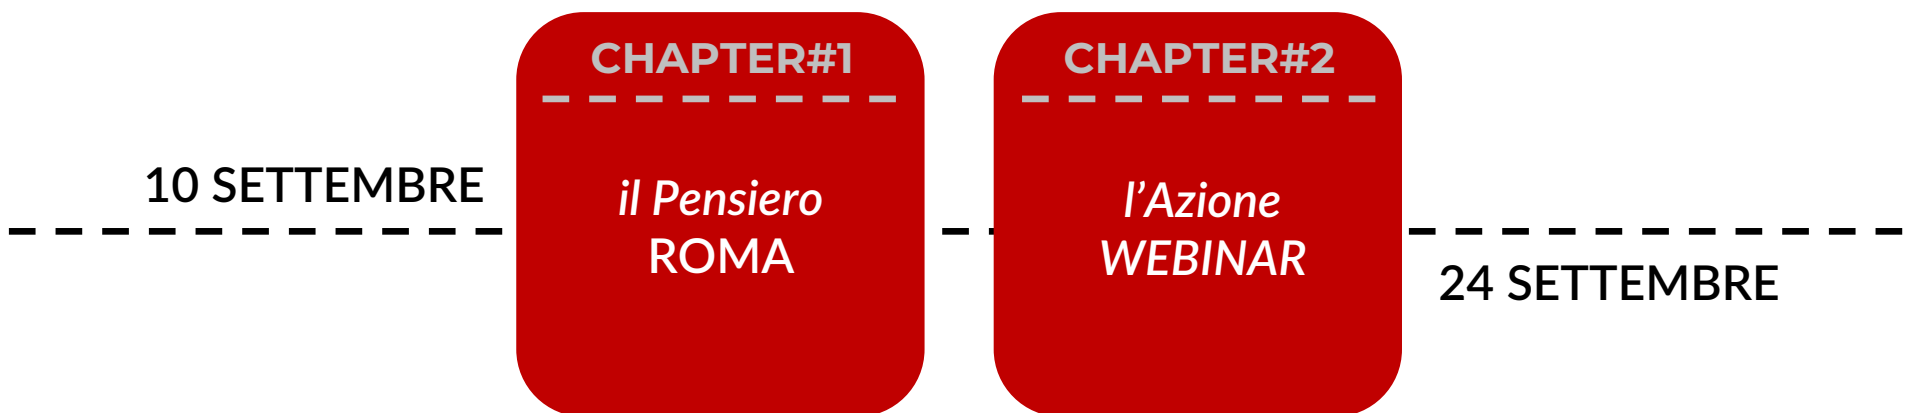 10 SETTEMBRE
CHAPTER#1
il Pensiero
ROMA
CHAPTER#2
l’Azione
WEBINAR
24 SETTEMBRE